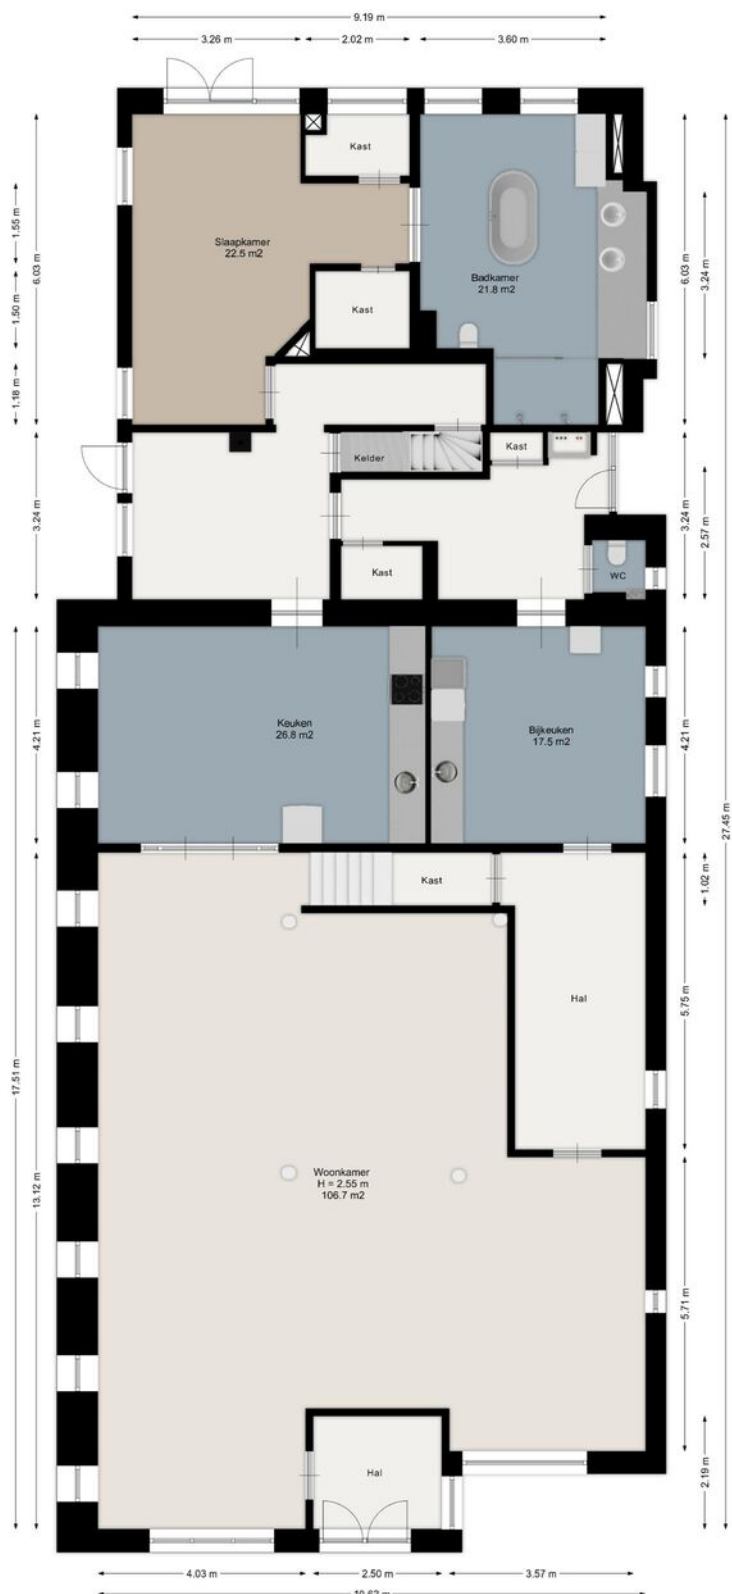 9.19 m
3.26 m
2.02 m
3.60 m
Kast
6.03 m
1.55 m
Slaapkamer
22.5 m2
Badkamer
21.8 m2
6.03 m
3.24 m
1.50 m
Kast
1.18 m
Kast
Kelder
3.24 m
3.24 m
2.57 m
Kast
WC
Keuken
26.8 m2
Bijkeuken
17.5 m2
4.21 m
4.21 m
27.45 m
Kast
1.02 m
Hal
5.75 m
17.51 m
13.12 m
Woonkamer
H = 2.55 m
106.7 m2
5.71 m
Hal
2.19 m
4.03 m
2.50 m
3.57 m